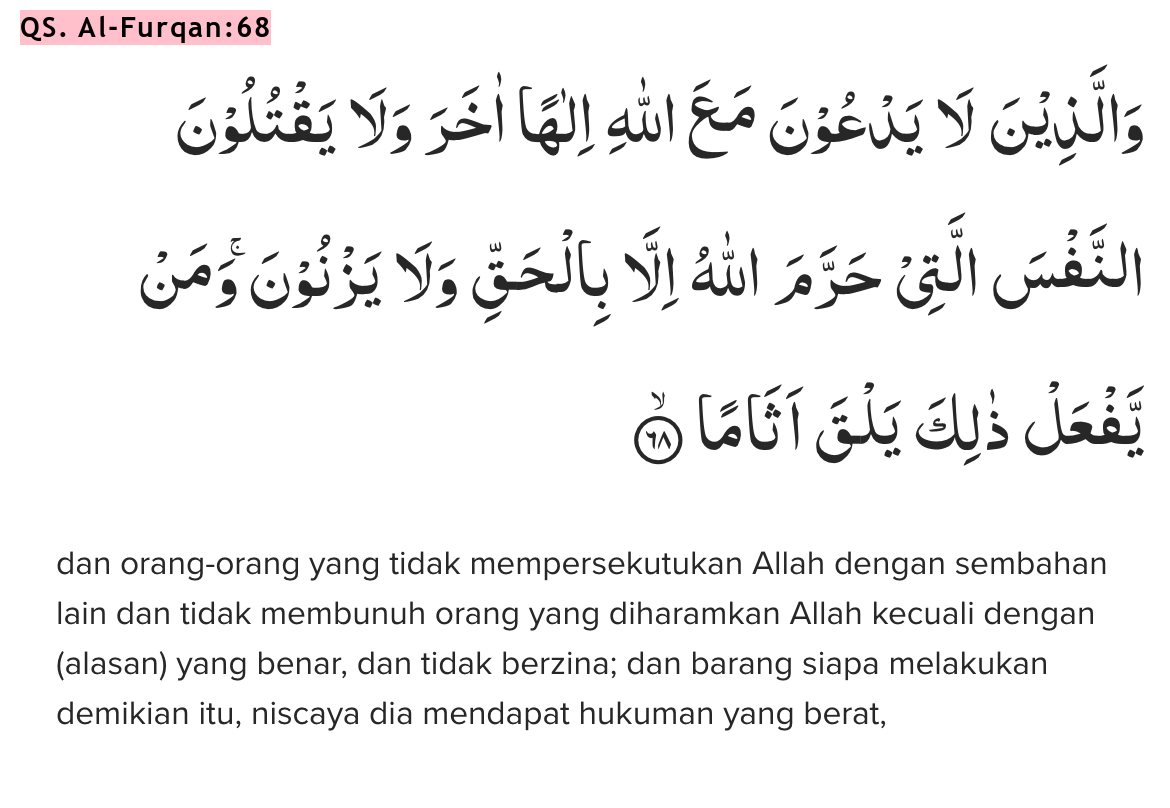 QS. Al-Furqan:68
وَالَّذِيْنَ لَا يَدْعُوْنَ مَعَ اللّٰهِ اِلٰهًا اٰخَرَ وَلَا يَقْتُلُوْنَ
النَّفْسَ الَّتِيْ حَرَّمَ اللّٰهُ اِلَّا بِالْحَقِّ وَلَا يَزْنُوْنَۚ وَمَنْ
يَّفْعَلْ ذٰلِكَ يَلْقَ اَثَامًا ۙ ٦٨
dan orang-orang yang tidak mempersekutukan Allah dengan sembahan
lain dan tidak membunuh orang yang diharamkan Allah kecuali dengan
(alasan) yang benar, dan tidak berzina; dan barang siapa melakukan
demikian itu, niscaya dia mendapat hukuman yang berat,